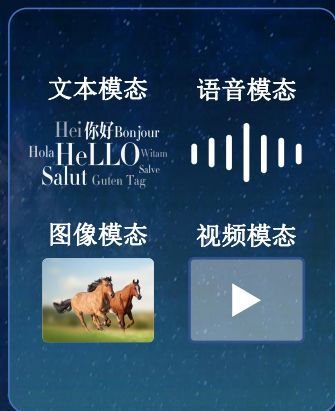 文本模态
语音模态
Hei 你好 Bonjour
Hola HeLLO Witam
Salut Guten Tag Salve
图像模态
视频模态